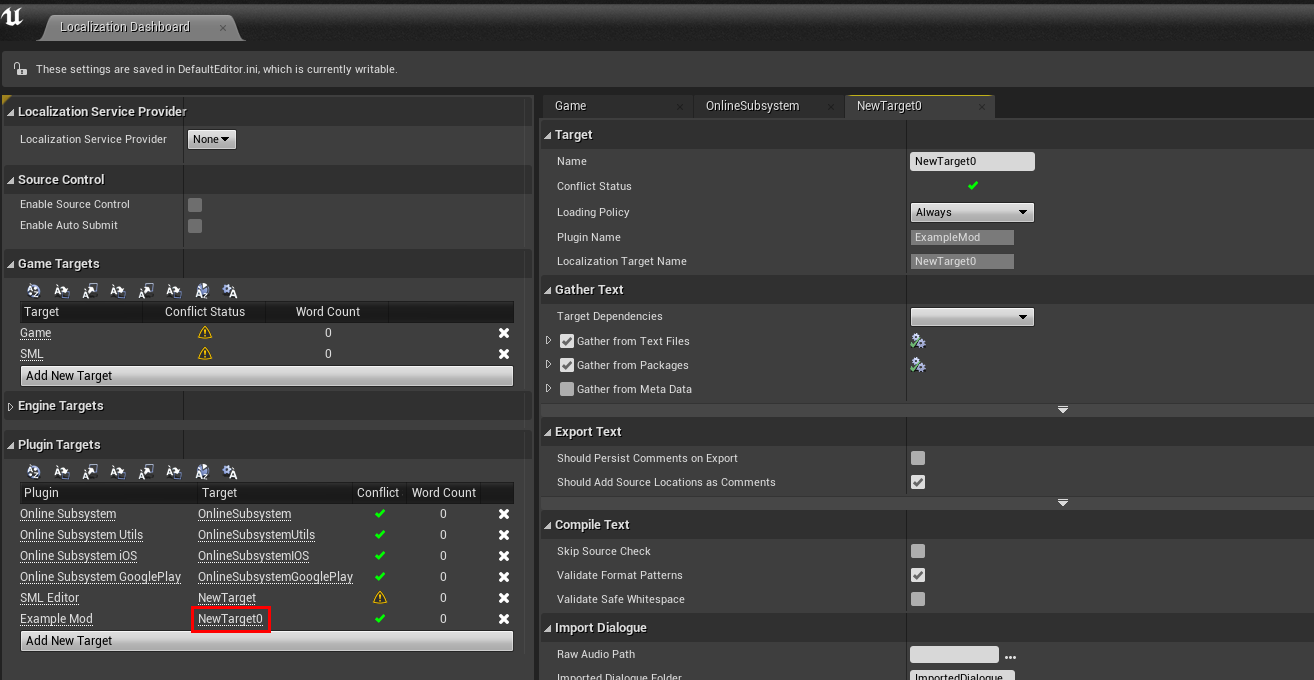 Localization Dashboard
These settings are saved in DefaultEditor.ini, which is currently writable.
Localization Service Provider
Localization Service Provider None
Source Control
Enable Source Control
Enable Auto Submit
Game Targets
Target Conflict Status Word Count
Game 0
SML 0
Add New Target
Engine Targets
Plugin Targets
Plugin Target Conflict Word Count
Online Subsystem OnlineSubsystem 0
Online Subsystem Utils OnlineSubsystemUtils 0
Online Subsystem iOS OnlineSubsystemIOS 0
Online Subsystem GooglePlay OnlineSubsystemGooglePlay 0
SML Editor NewTarget 0
Example Mod NewTarget0 0
Add New Target
Game OnlineSubsystem NewTarget0
Target
Name NewTarget0
Conflict Status
Loading Policy Always
Plugin Name ExampleMod
Localization Target Name NewTarget0
Gather Text
Target Dependencies
Gather from Text Files
Gather from Packages
Gather from Meta Data
Export Text
Should Persist Comments on Export
Should Add Source Locations as Comments
Compile Text
Skip Source Check
Validate Format Patterns
Validate Safe Whitespace
Import Dialogue
Raw Audio Path ...
Imported Dialogue Folder ImportedDialogue